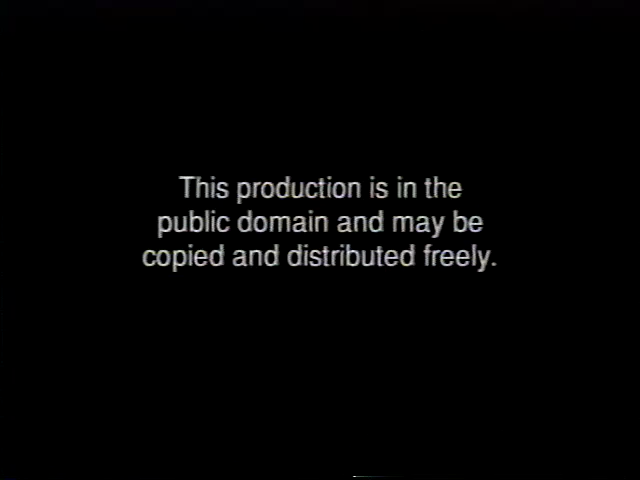 This production is in the
public domain and may be
copied and distributed freely.